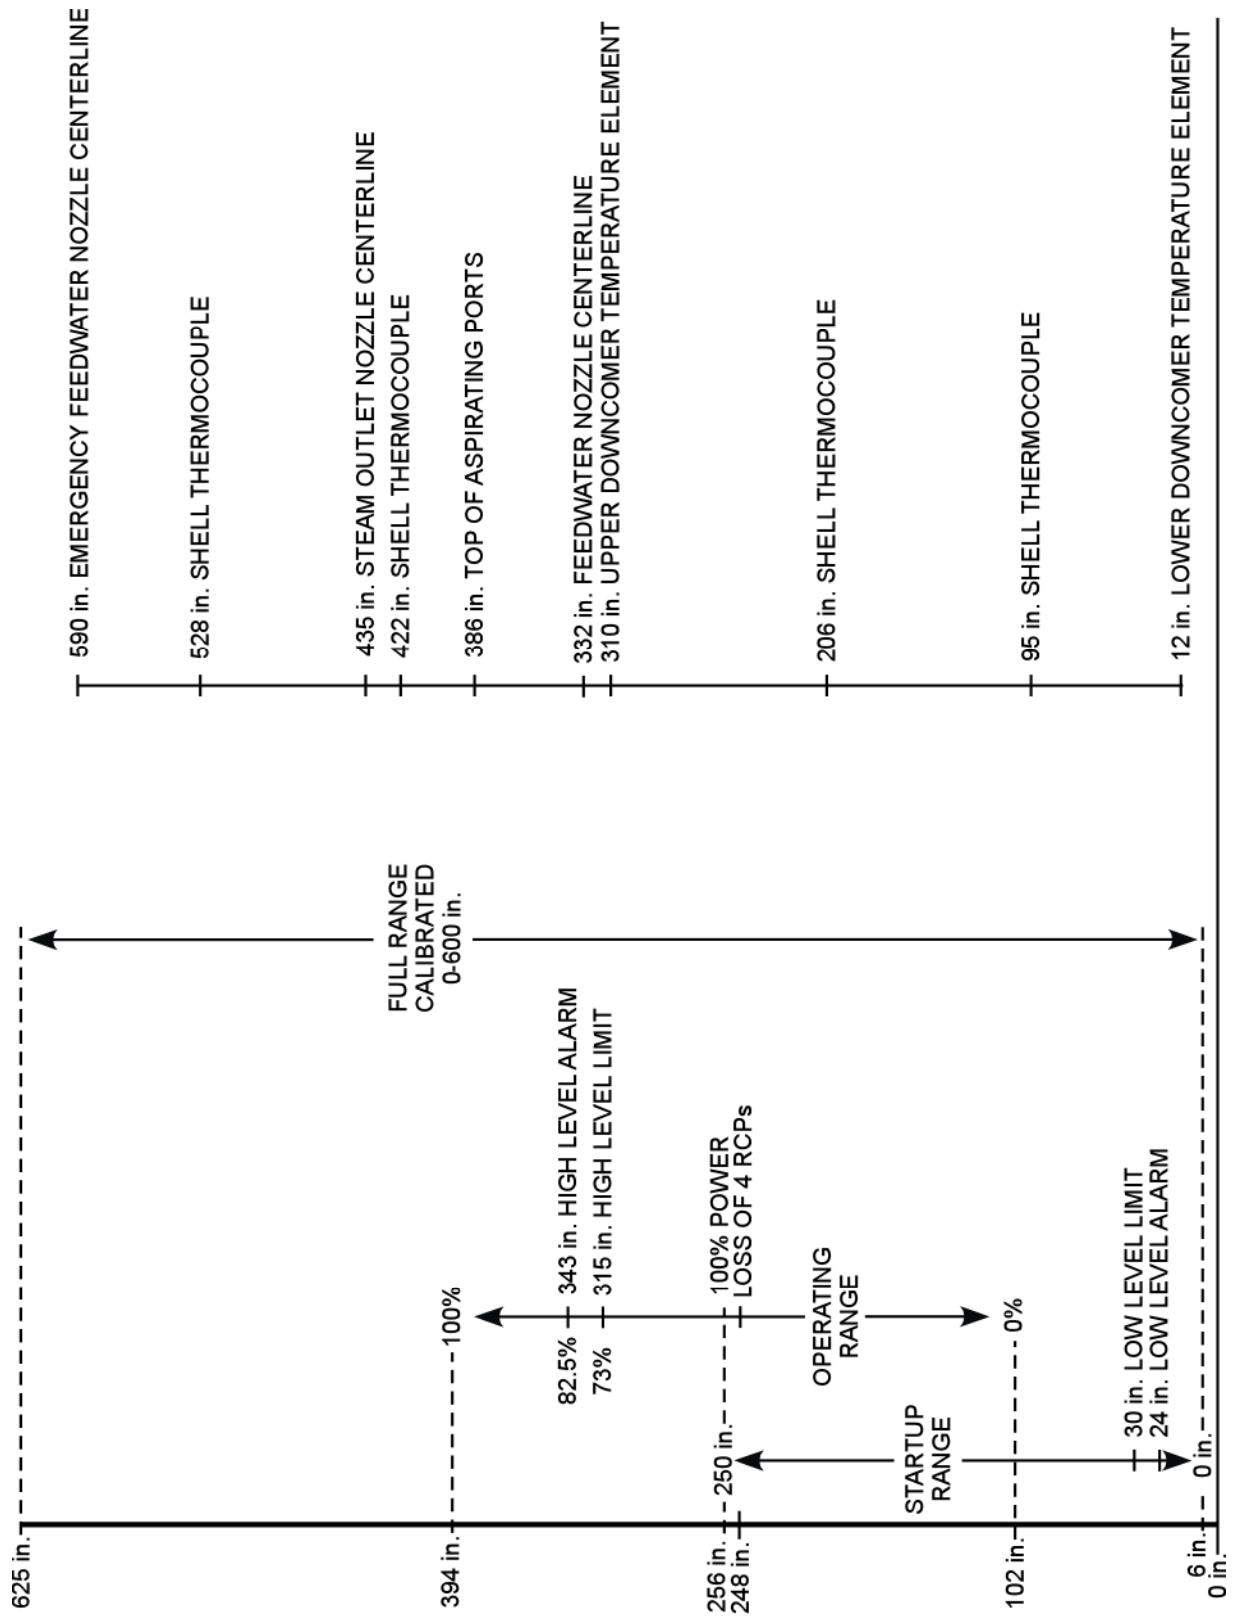 625 in.
394 in.
256 in.
248 in.
102 in.
6 in.
0 in.
250 in.
STARTUP
RANGE
30 in. LOW LEVEL LIMIT
24 in. LOW LEVEL ALARM
0 in.
100%
82.5%
343 in. HIGH LEVEL ALARM
73%
315 in. HIGH LEVEL LIMIT
100% POWER
LOSS OF 4 RCPs
OPERATING
RANGE
0%
FULL RANGE
CALIBRATED
0-600 in.
590 in. EMERGENCY FEEDWATER NOZZLE CENTERLINE
528 in. SHELL THERMOCOUPLE
435 in. STEAM OUTLET NOZZLE CENTERLINE
422 in. SHELL THERMOCOUPLE
386 in. TOP OF ASPIRATING PORTS
332 in. FEEDWATER NOZZLE CENTERLINE
310 in. UPPER DOWNCOMER TEMPERATURE ELEMENT
206 in. SHELL THERMOCOUPLE
95 in. SHELL THERMOCOUPLE
12 in. LOWER DOWNCOMER TEMPERATURE ELEMENT